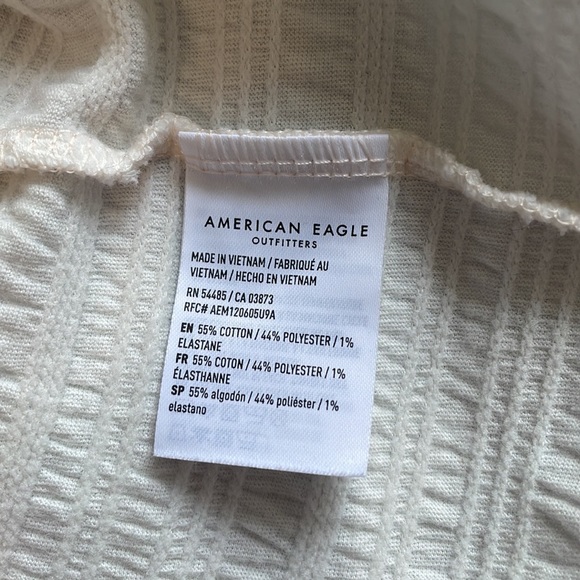 AMERICAN EAGLE
OUTFITTERS
MADE IN VIETNAM / FABRIQUÉ AU
VIETNAM / HECHO EN VIETNAM
RN 54485 / CA 03873
RFC# AEM120605U9A
EN 55% COTTON / 44% POLYESTER / 1%
ELASTANE
FR 55% COTON / 44% POLYESTER / 1%
ÉLASTHANNE
SP 55% algodón / 44% poliéster / 1%
elastano